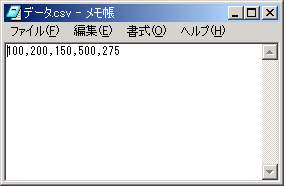 データ.csv - メモ帳
ファイル(F) 編集(E) 書式(O) ヘルプ(H)
100,200,150,500,275